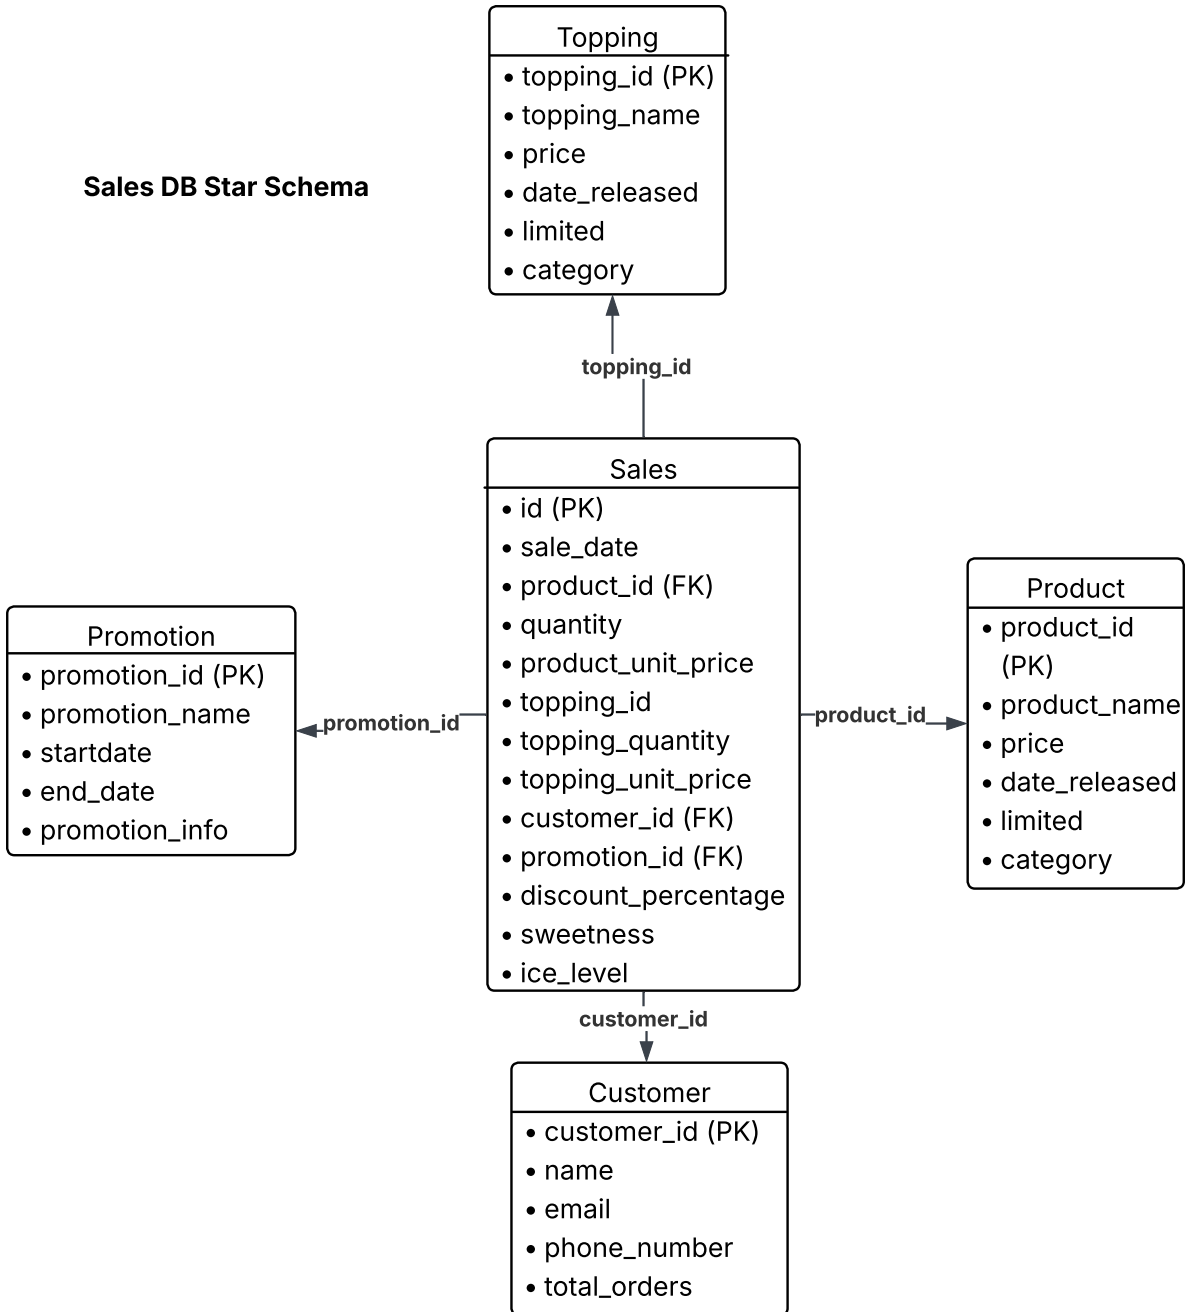 Topping
• topping_id (PK)
• topping_name
• price
• date_released
• limited
• category
Sales DB Star Schema
topping_id
Sales
• id (PK)
• sale_date
• product_id (FK)
• quantity
• product_unit_price
• topping_id
• topping_quantity
• topping_unit_price
• customer_id (FK)
• promotion_id (FK)
• discount_percentage
• sweetness
• ice_level
Promotion
• promotion_id (PK)
• promotion_name
• startdate
• end_date
• promotion_info
promotion_id
product_id
Product
• product_id
(PK)
• product_name
• price
• date_released
• limited
• category
customer_id
Customer
• customer_id (PK)
• name
• email
• phone_number
• total_orders